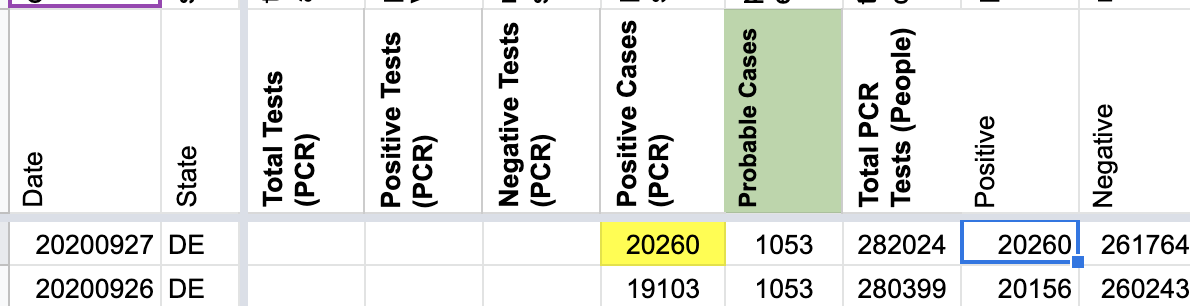 Date State Total Tests (PCR) Positive Tests (PCR) Negative Tests (PCR) Positive Cases (PCR) Probable Cases Total PCR Tests (People) Positive Negative
20200927 DE 20260 1053 282024 20260 261764
20200926 DE 19103 1053 280399 20156 260243